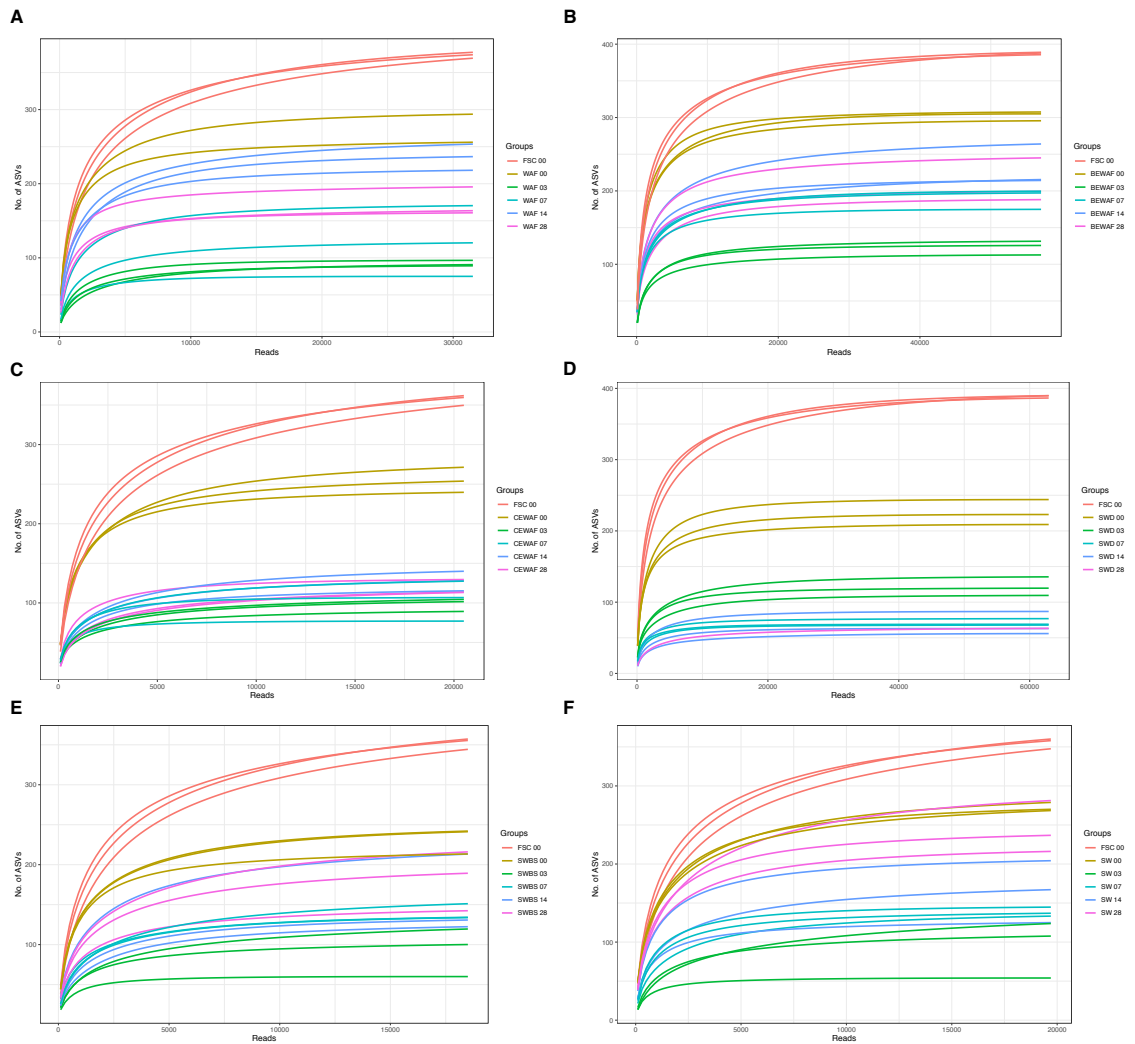 A
No. of ASVs
300
200
100
0
0
10000
20000
30000
Reads
Groups
FSC 00
WAF 00
WAF 03
WAF 07
WAF 14
WAF 28
B
No. of ASVs
400
300
200
100
0
20000
40000
Reads
Groups
FSC 00
BEWAF 00
BEWAF 03
BEWAF 07
BEWAF 14
BEWAF 28
C
No. of ASVs
300
200
100
0
5000
10000
15000
20000
Reads
Groups
FSC 00
CEWAF 00
CEWAF 03
CEWAF 07
CEWAF 14
CEWAF 28
D
No. of ASVs
400
300
200
100
0
0
20000
40000
60000
Reads
Groups
FSC 00
SWD 00
SWD 03
SWD 07
SWD 14
SWD 28
E
No. of ASVs
300
200
100
0
5000
10000
15000
Reads
Groups
FSC 00
SWBS 00
SWBS 03
SWBS 07
SWBS 14
SWBS 28
F
No. of ASVs
300
200
100
0
0
5000
10000
15000
20000
Reads
Groups
FSC 00
SW 00
SW 03
SW 07
SW 14
SW 28